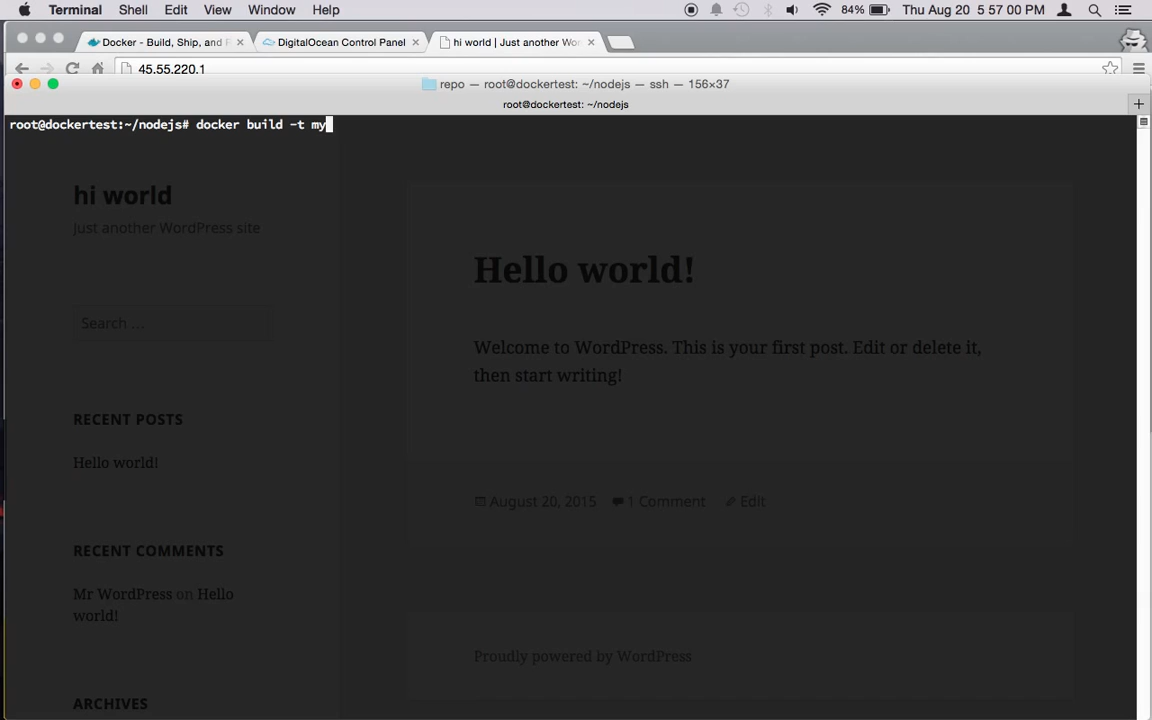 Terminal Shell Edit View Window Help 84% Thu Aug 20 5:57:00 PM
Docker - Build, Ship, and DigitalOcean Control Panel hi world | Just another Wor
45.55.220.1
repo — root@dockertest: ~/nodejs — ssh — 156×37
root@dockertest: ~/nodejs
root@dockertest:~/nodejs# docker build -t my
hi world
Just another WordPress site
Search ...
RECENT POSTS
Hello world!
RECENT COMMENTS
Mr WordPress on Hello
world!
ARCHIVES
Hello world!
Welcome to WordPress. This is your first post. Edit or delete it,
then start writing!
August 20, 2015 1 Comment Edit
Proudly powered by WordPress